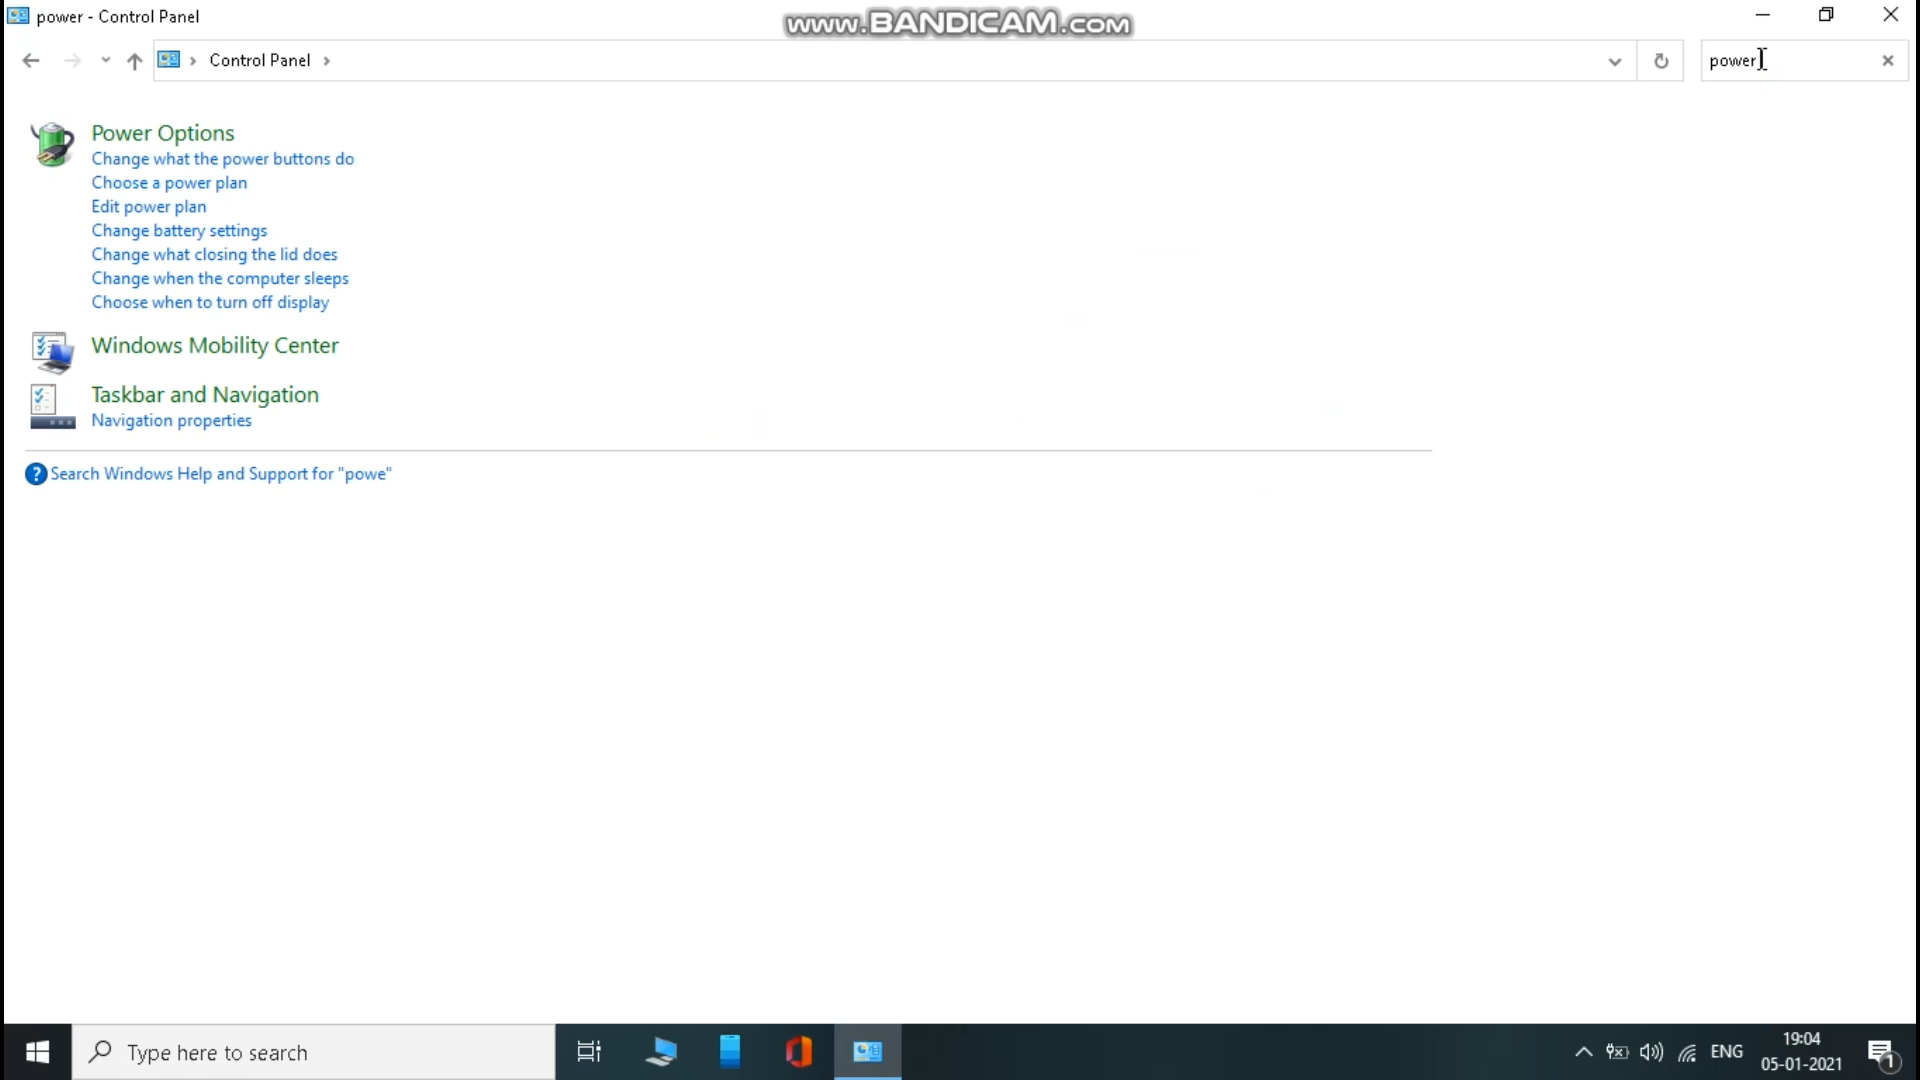 power - Control Panel
www.BANDICAM.com
Control Panel
power
Power Options
Change what the power buttons do
Choose a power plan
Edit power plan
Change battery settings
Change what closing the lid does
Change when the computer sleeps
Choose when to turn off display
Windows Mobility Center
Taskbar and Navigation
Navigation properties
? Search Windows Help and Support for "powe"
Type here to search
ENG
19:04
05-01-2021
1